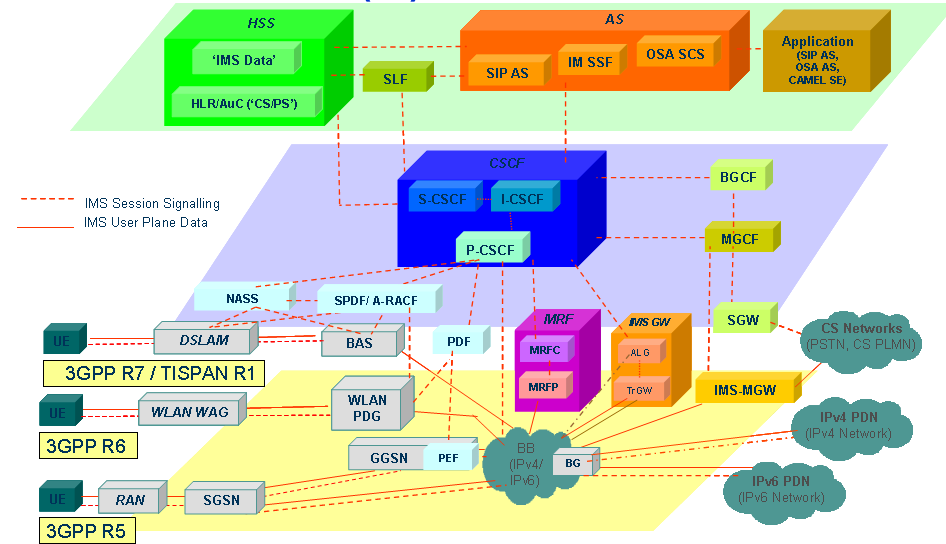 HSS
AS
'IMS Data'
HLR/AuC ('CS/PS')
SLF
SIP AS
IM SSF
OSA SCS
Application
(SIP AS,
OSA AS,
CAMEL SE)
CSCF
S-CSCF
I-CSCF
P-CSCF
BGCF
MGCF
SGW
IMS Session Signalling
IMS User Plane Data
NASS
SPDF/ A-RACF
UE
DSLAM
BAS
PDF
MRF
MRFC
MRFP
IMS GW
ALG
TrGW
CS Networks
(PSTN, CS PLMN)
3GPP R7 / TISPAN R1
IMS-MGW
UE
WLAN WAG
WLAN
PDG
3GPP R6
IPv4 PDN
(IPv4 Network)
GGSN
PEF
BB
(IPv4/
IPv6)
BG
IPv6 PDN
(IPv6 Network)
UE
RAN
SGSN
3GPP R5